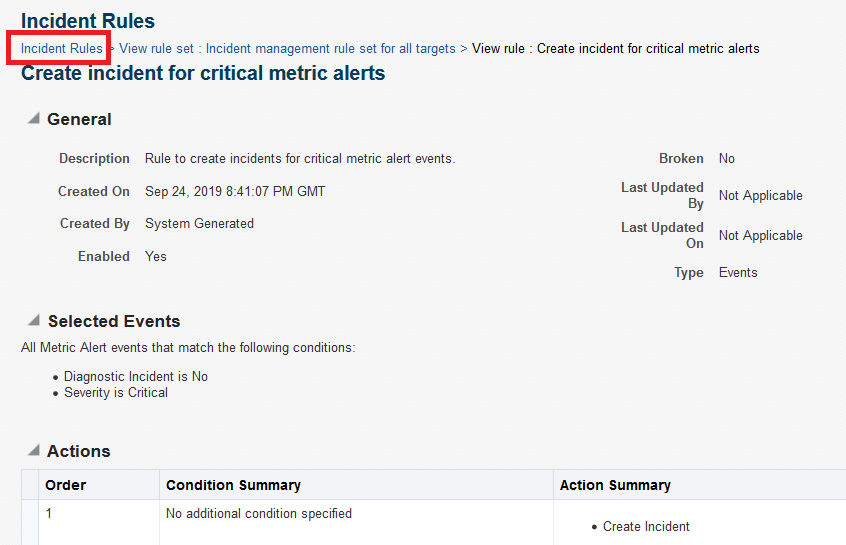 Incident Rules
Incident Rules > View rule set : Incident management rule set for all targets > View rule : Create incident for critical metric alerts
Create incident for critical metric alerts
General
Description Rule to create incidents for critical metric alert events.
Created On Sep 24, 2019 8:41:07 PM GMT
Created By System Generated
Enabled Yes
Broken No
Last Updated
By Not Applicable
Last Updated
On Not Applicable
Type Events
Selected Events
All Metric Alert events that match the following conditions:
• Diagnostic Incident is No
• Severity is Critical
Actions
Order Condition Summary Action Summary
1 No additional condition specified
• Create Incident